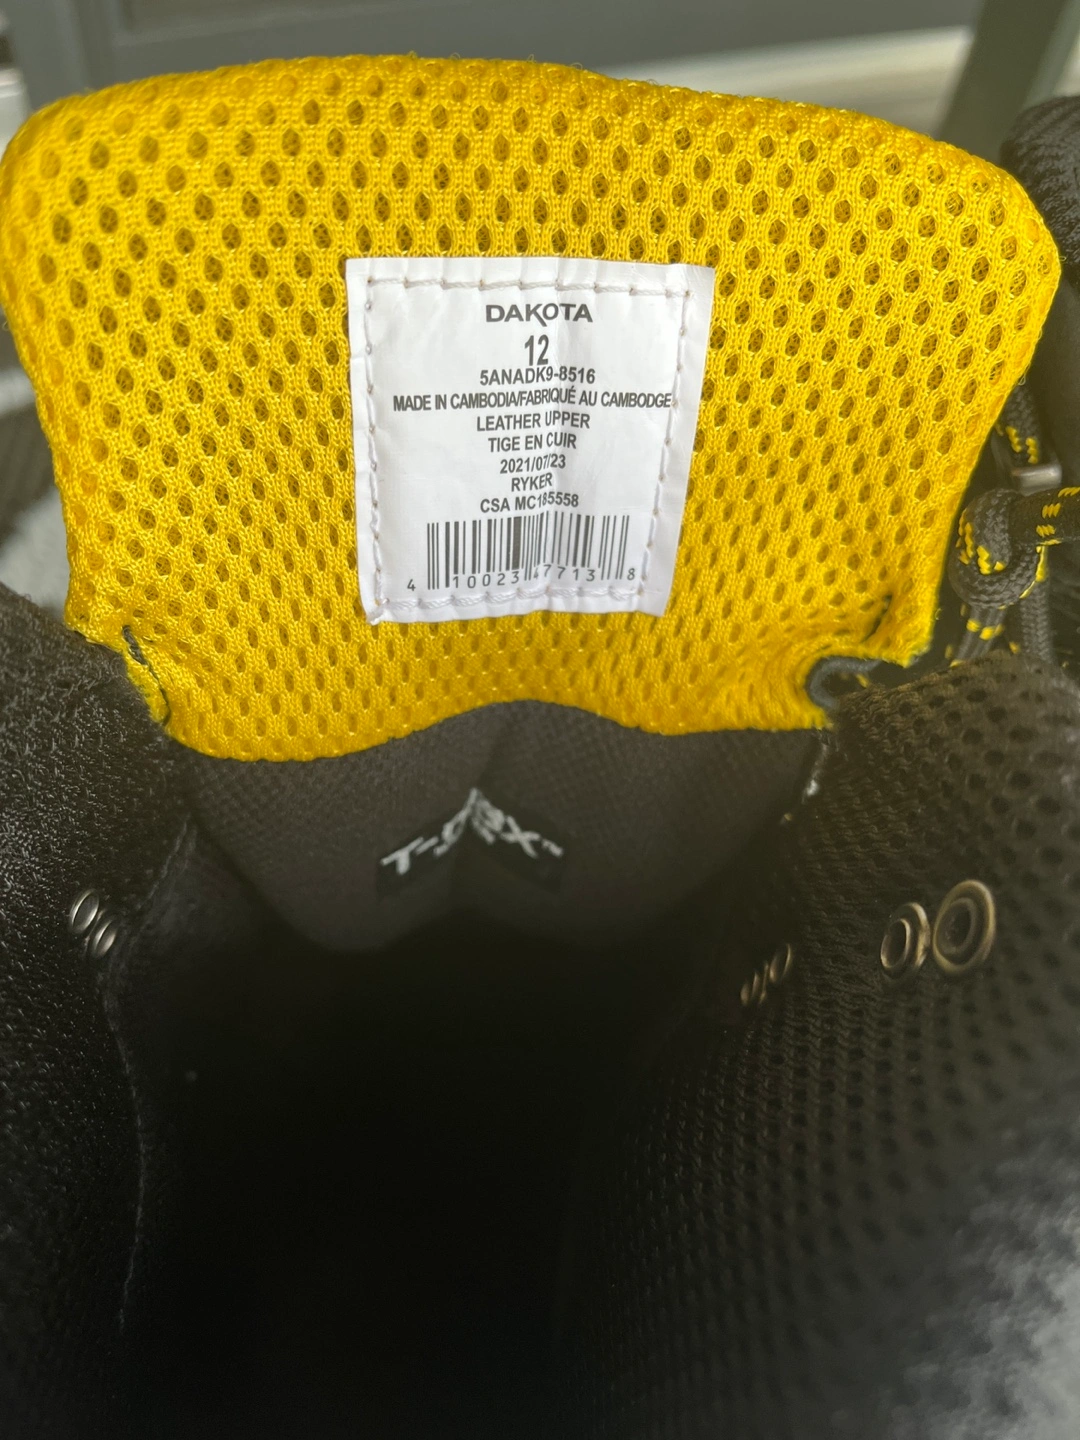 DAKOTA
12
5ANADK9-8516
MADE IN CAMBODIA/FABRIQUÉ AU CAMBODGE
LEATHER UPPER
TIGE EN CUIR
2021/07/23
RYKER
CSA MC185558
4 10023 47713 8
T-MAX